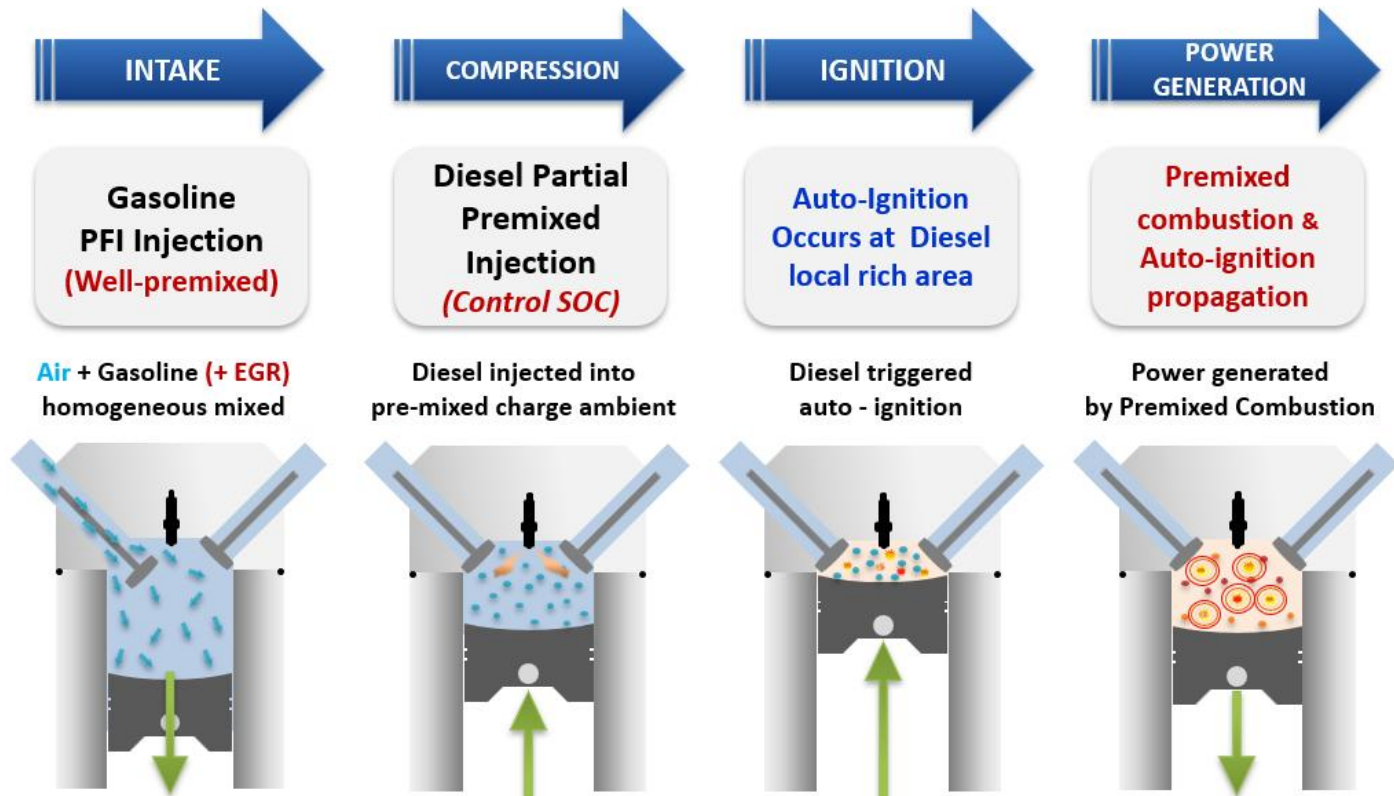 INTAKE
COMPRESSION
IGNITION
POWER
GENERATION
Gasoline
PFI Injection
(Well-premixed)
Diesel Partial
Premixed
Injection
(Control SOC)
Auto-Ignition
Occurs at Diesel
local rich area
Premixed
combustion &
Auto-ignition
propagation
Air + Gasoline (+ EGR)
homogeneous mixed
Diesel injected into
pre-mixed charge ambient
Diesel triggered
auto - ignition
Power generated
by Premixed Combustion